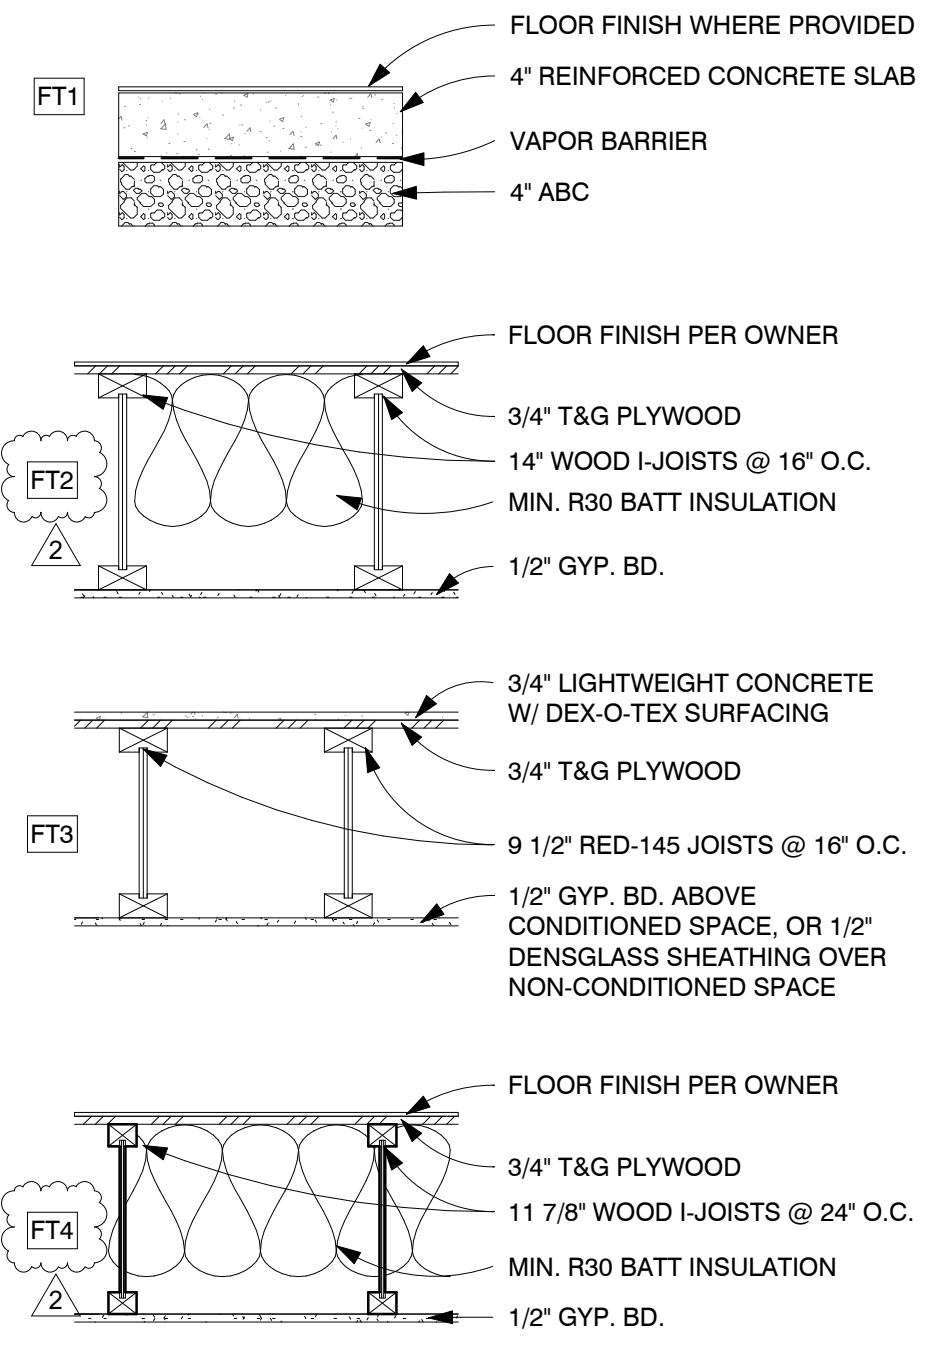 FT1
FLOOR FINISH WHERE PROVIDED
4" REINFORCED CONCRETE SLAB
VAPOR BARRIER
4" ABC
FT2
2
FLOOR FINISH PER OWNER
3/4" T&G PLYWOOD
14" WOOD I-JOISTS @ 16" O.C.
MIN. R30 BATT INSULATION
1/2" GYP. BD.
FT3
3/4" LIGHTWEIGHT CONCRETE
W/ DEX-O-TEX SURFACING
3/4" T&G PLYWOOD
9 1/2" RED-145 JOISTS @ 16" O.C.
1/2" GYP. BD. ABOVE
CONDITIONED SPACE, OR 1/2"
DENSGLASS SHEATHING OVER
NON-CONDITIONED SPACE
FT4
2
FLOOR FINISH PER OWNER
3/4" T&G PLYWOOD
11 7/8" WOOD I-JOISTS @ 24" O.C.
MIN. R30 BATT INSULATION
1/2" GYP. BD.